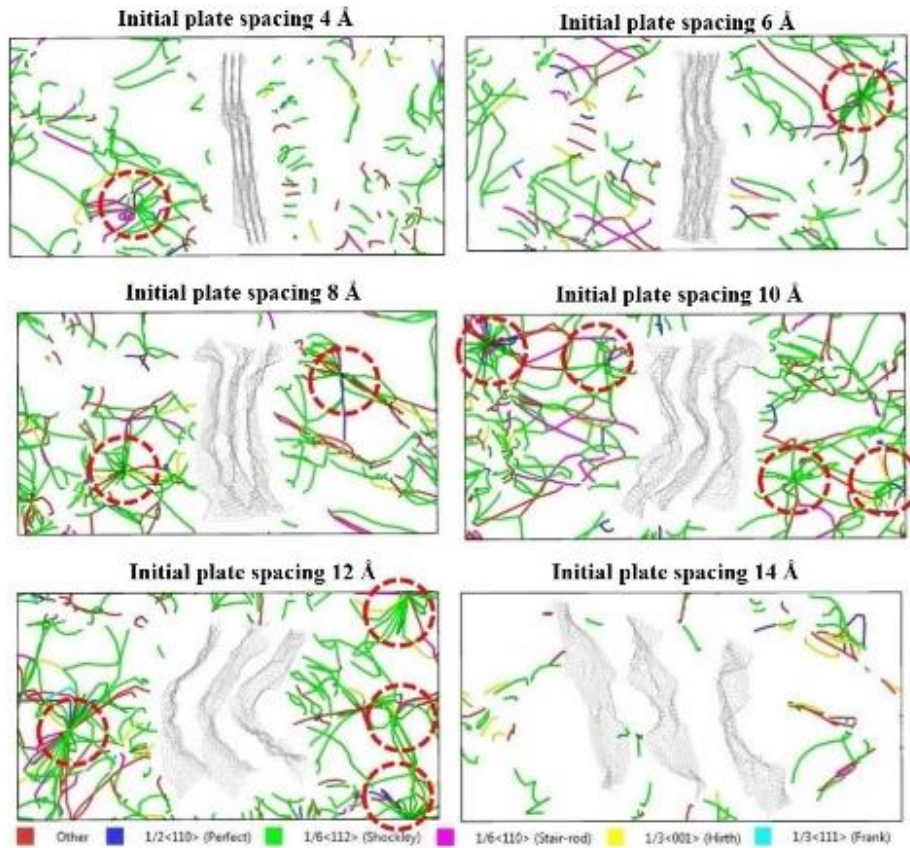 Initial plate spacing 4 Å
Initial plate spacing 6 Å
Initial plate spacing 8 Å
Initial plate spacing 10 Å
Initial plate spacing 12 Å
Initial plate spacing 14 Å
Other 1/2<110> (Perfect) 1/6<112> (Shockley) 1/6<110> (Stair-rod) 1/3<001> (Hirth) 1/3<111> (Frank)